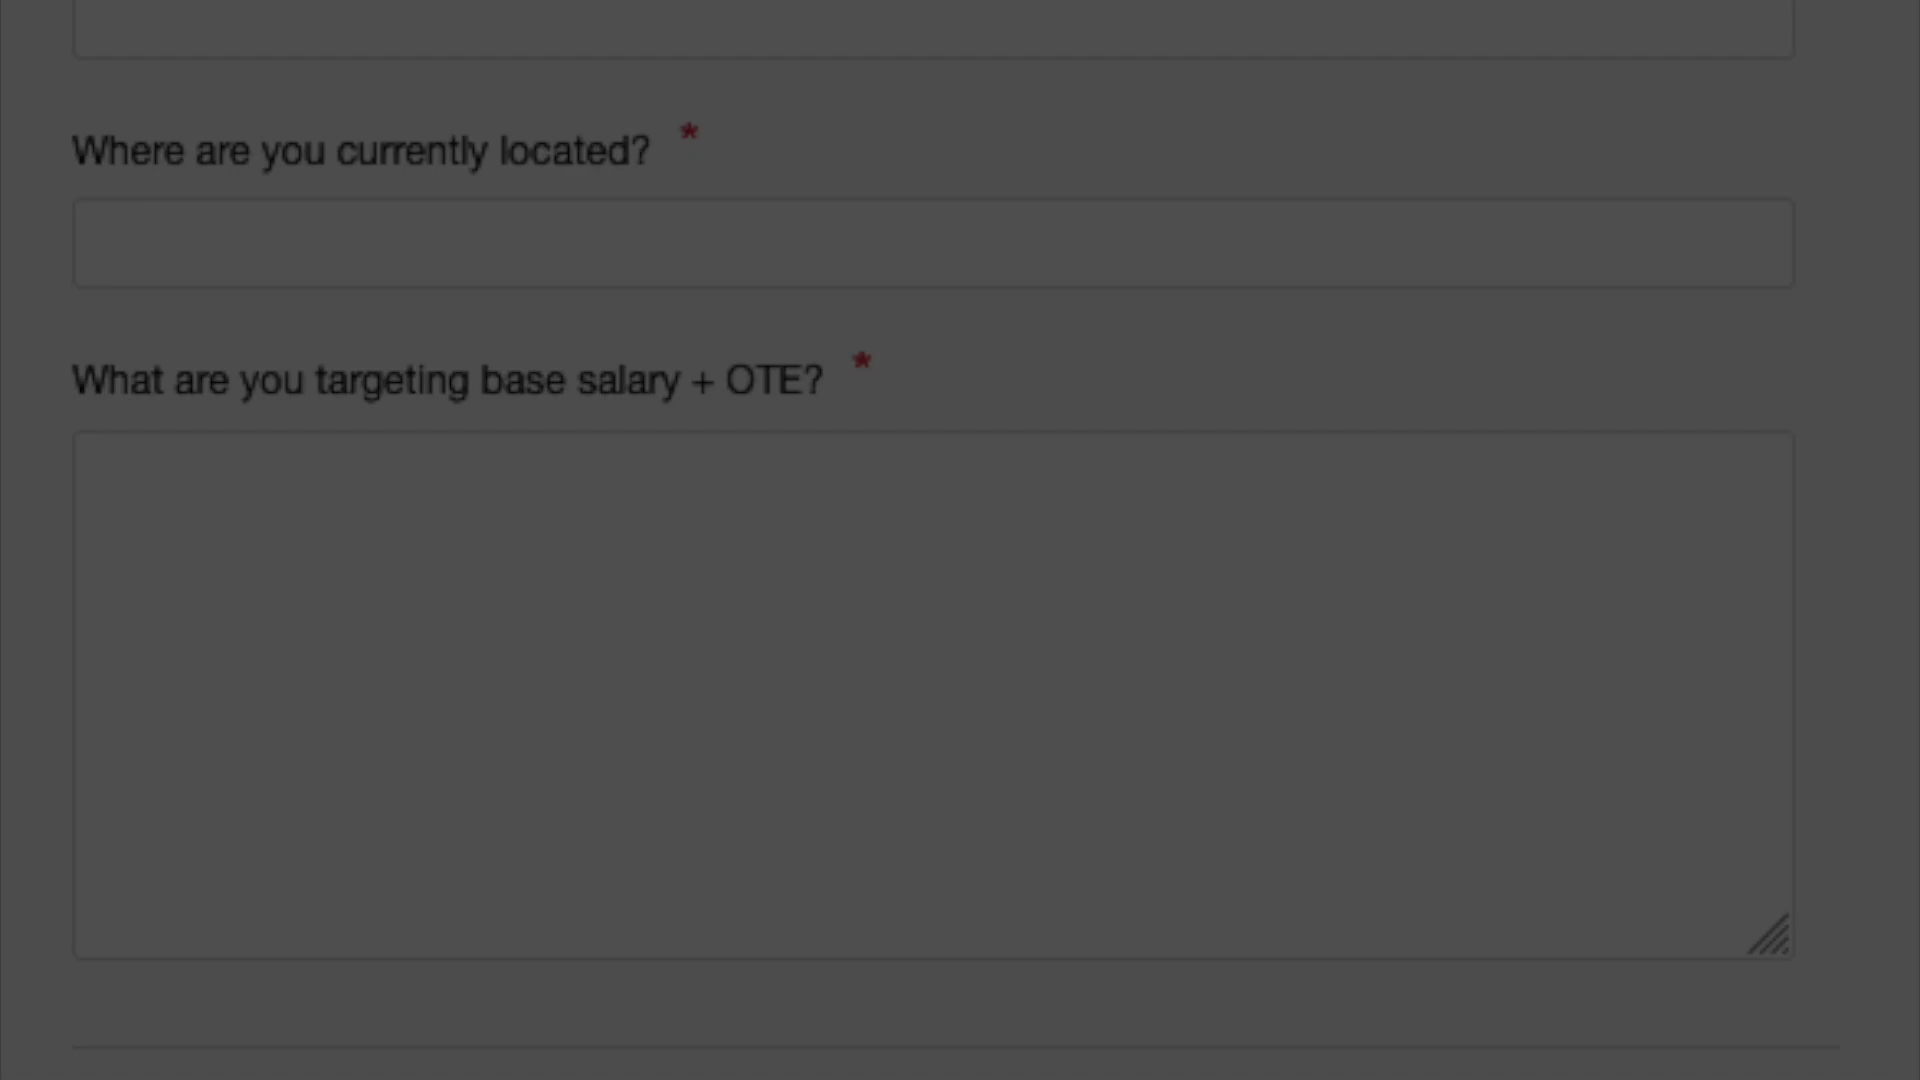 Where are you currently located? *
What are you targeting base salary + OTE? *